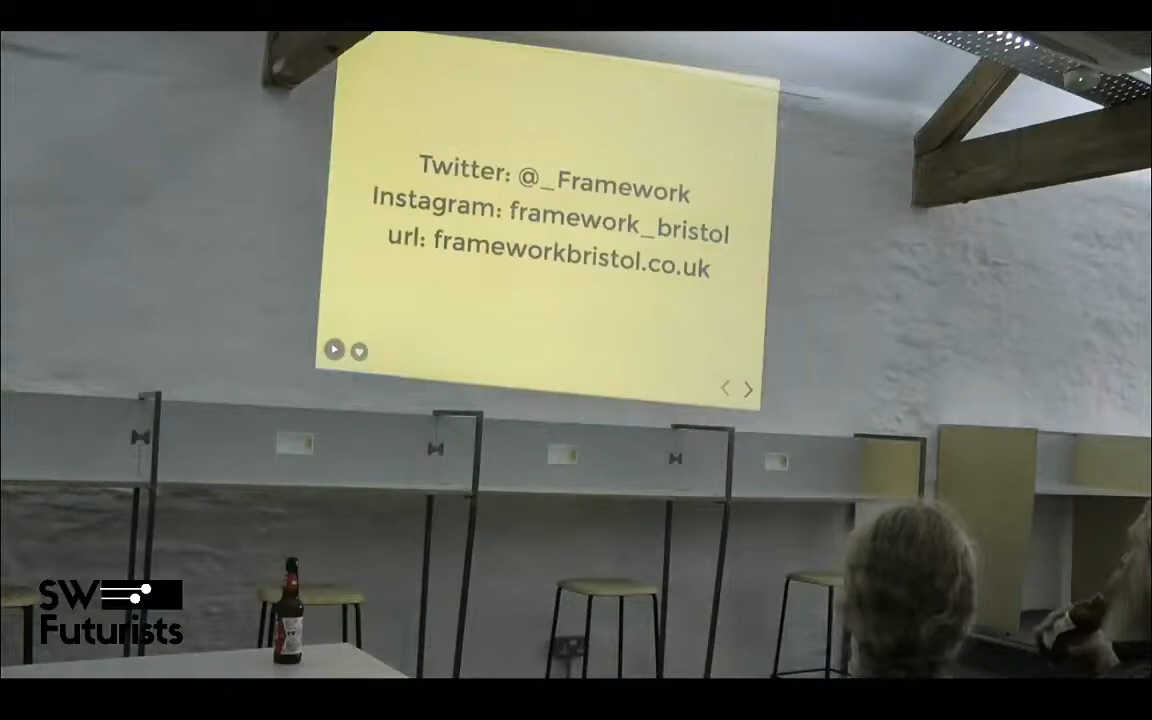 Twitter: @_Framework
Instagram: framework_bristol
url: frameworkbristol.co.uk
SW
Futurists